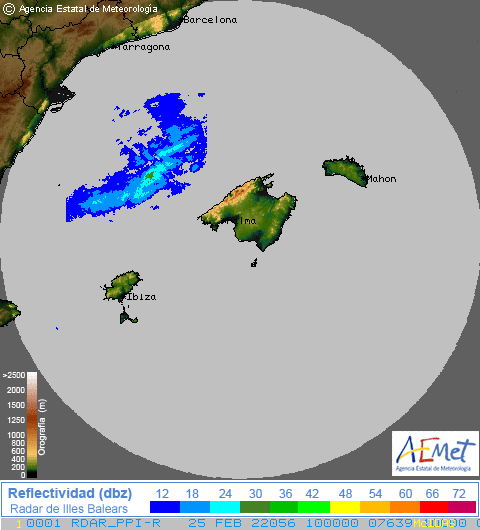 © Agencia Estatal de Meteorología
Barcelona
Tarragona
Mahon
lma
Ibiza
>2500
2000
1500
1000
800
600
400
200
0
Orografía (m)
AEMet
Agencia Estatal de Meteorología
Reflectividad (dbz)
Radar de Illes Balears
12 18 24 30 36 42 48 54 60 66 72
0001 RDAR_PPI-R 25 FEB 22056 100000 07639